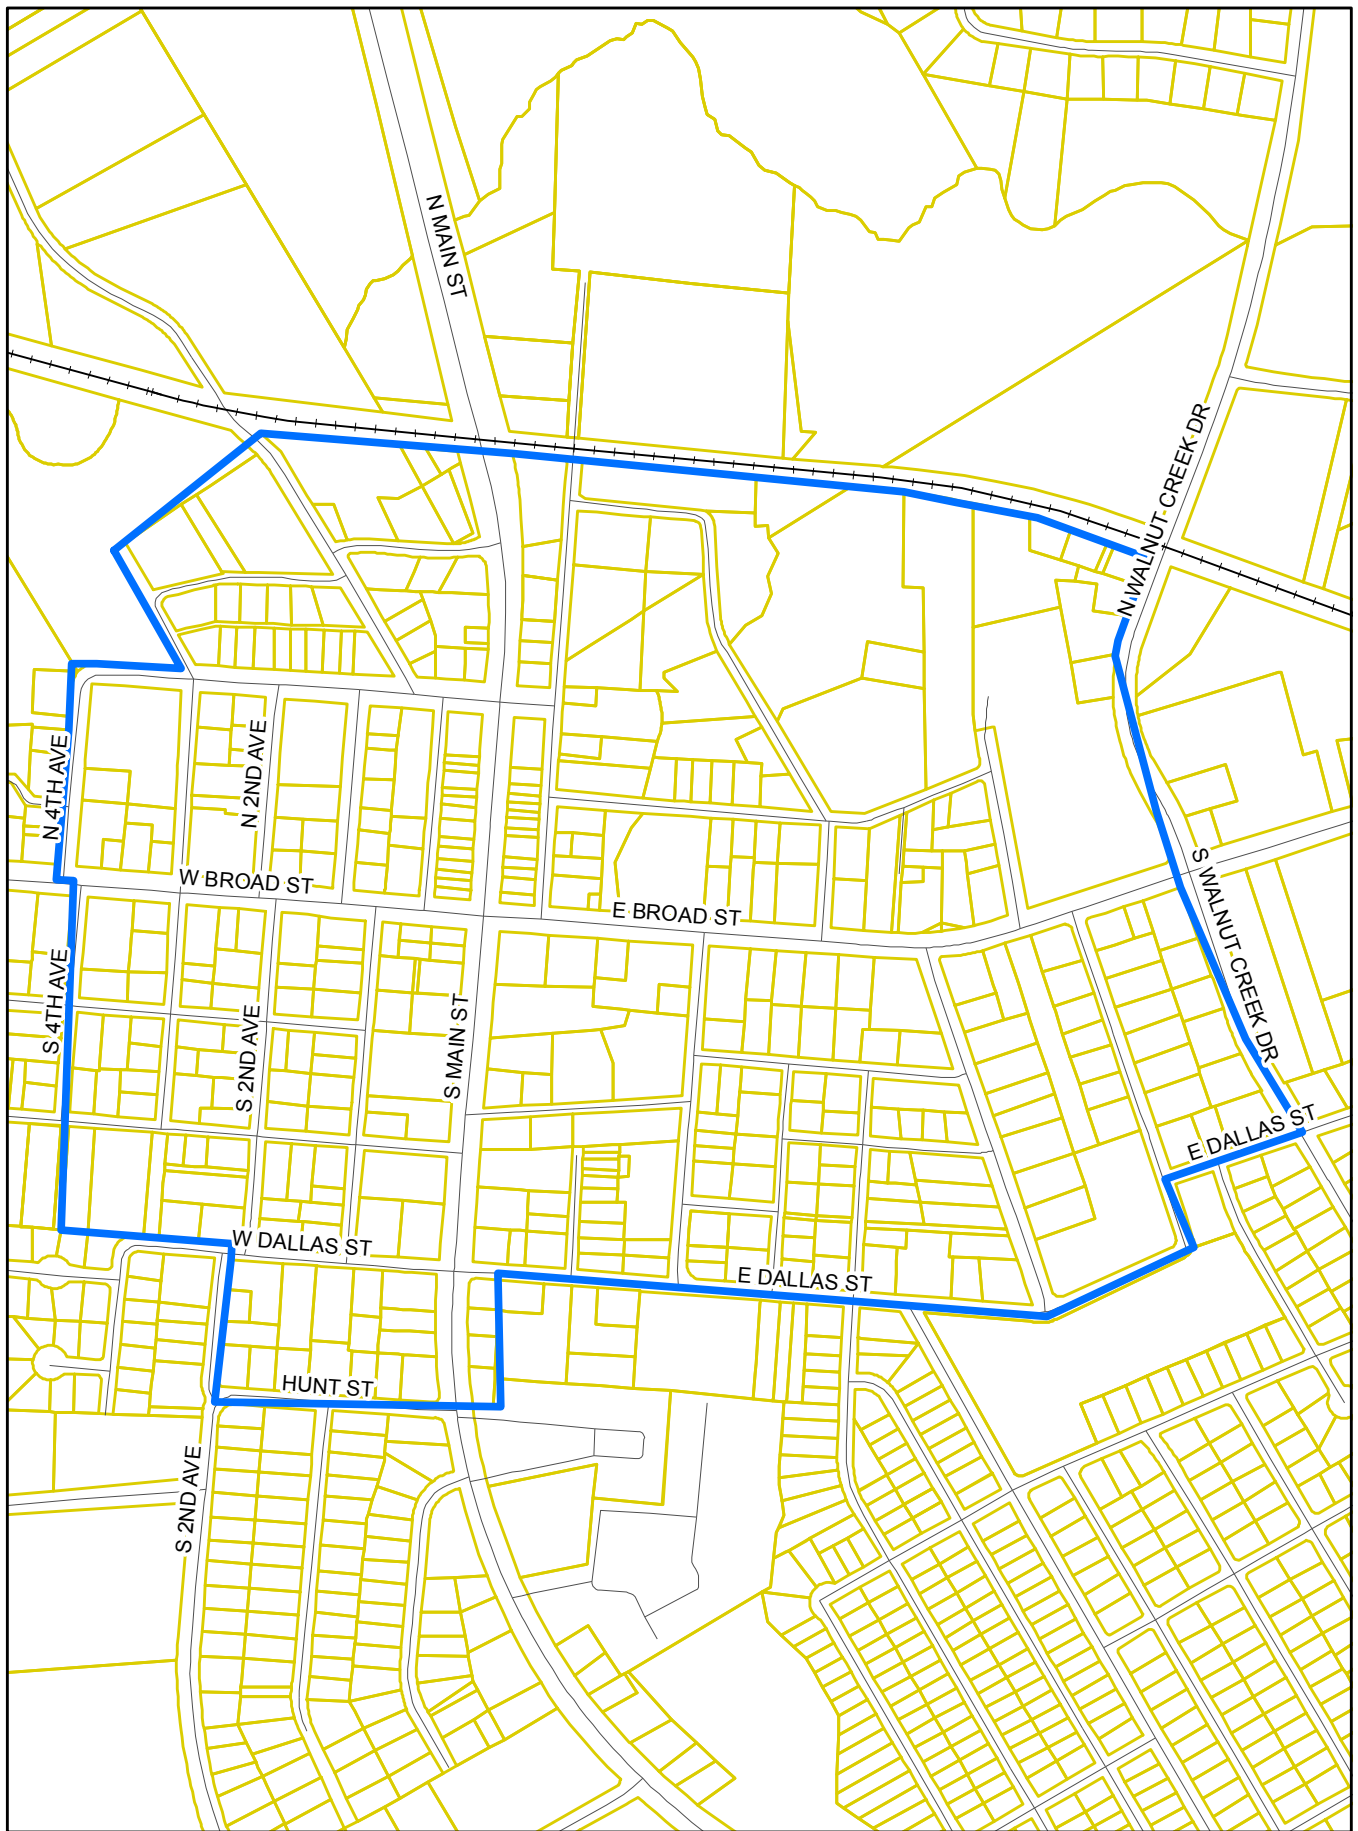 N MAIN ST
N WALNUT CREEK DR
N 2ND AVE
N 4TH AVE
W BROAD ST
E BROAD ST
S WALNUT CREEK DR
S 4TH AVE
S 2ND AVE
S MAIN ST
E DALLAS ST
W DALLAS ST
E DALLAS ST
HUNT ST
S 2ND AVE